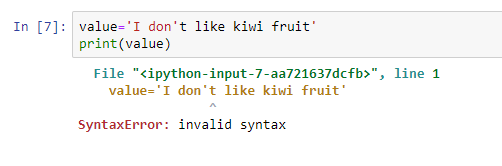 In [7]: value='I don't like kiwi fruit'
print(value)
File "<ipython-input-7-aa721637dcfb>", line 1
value='I don't like kiwi fruit'
^
SyntaxError: invalid syntax